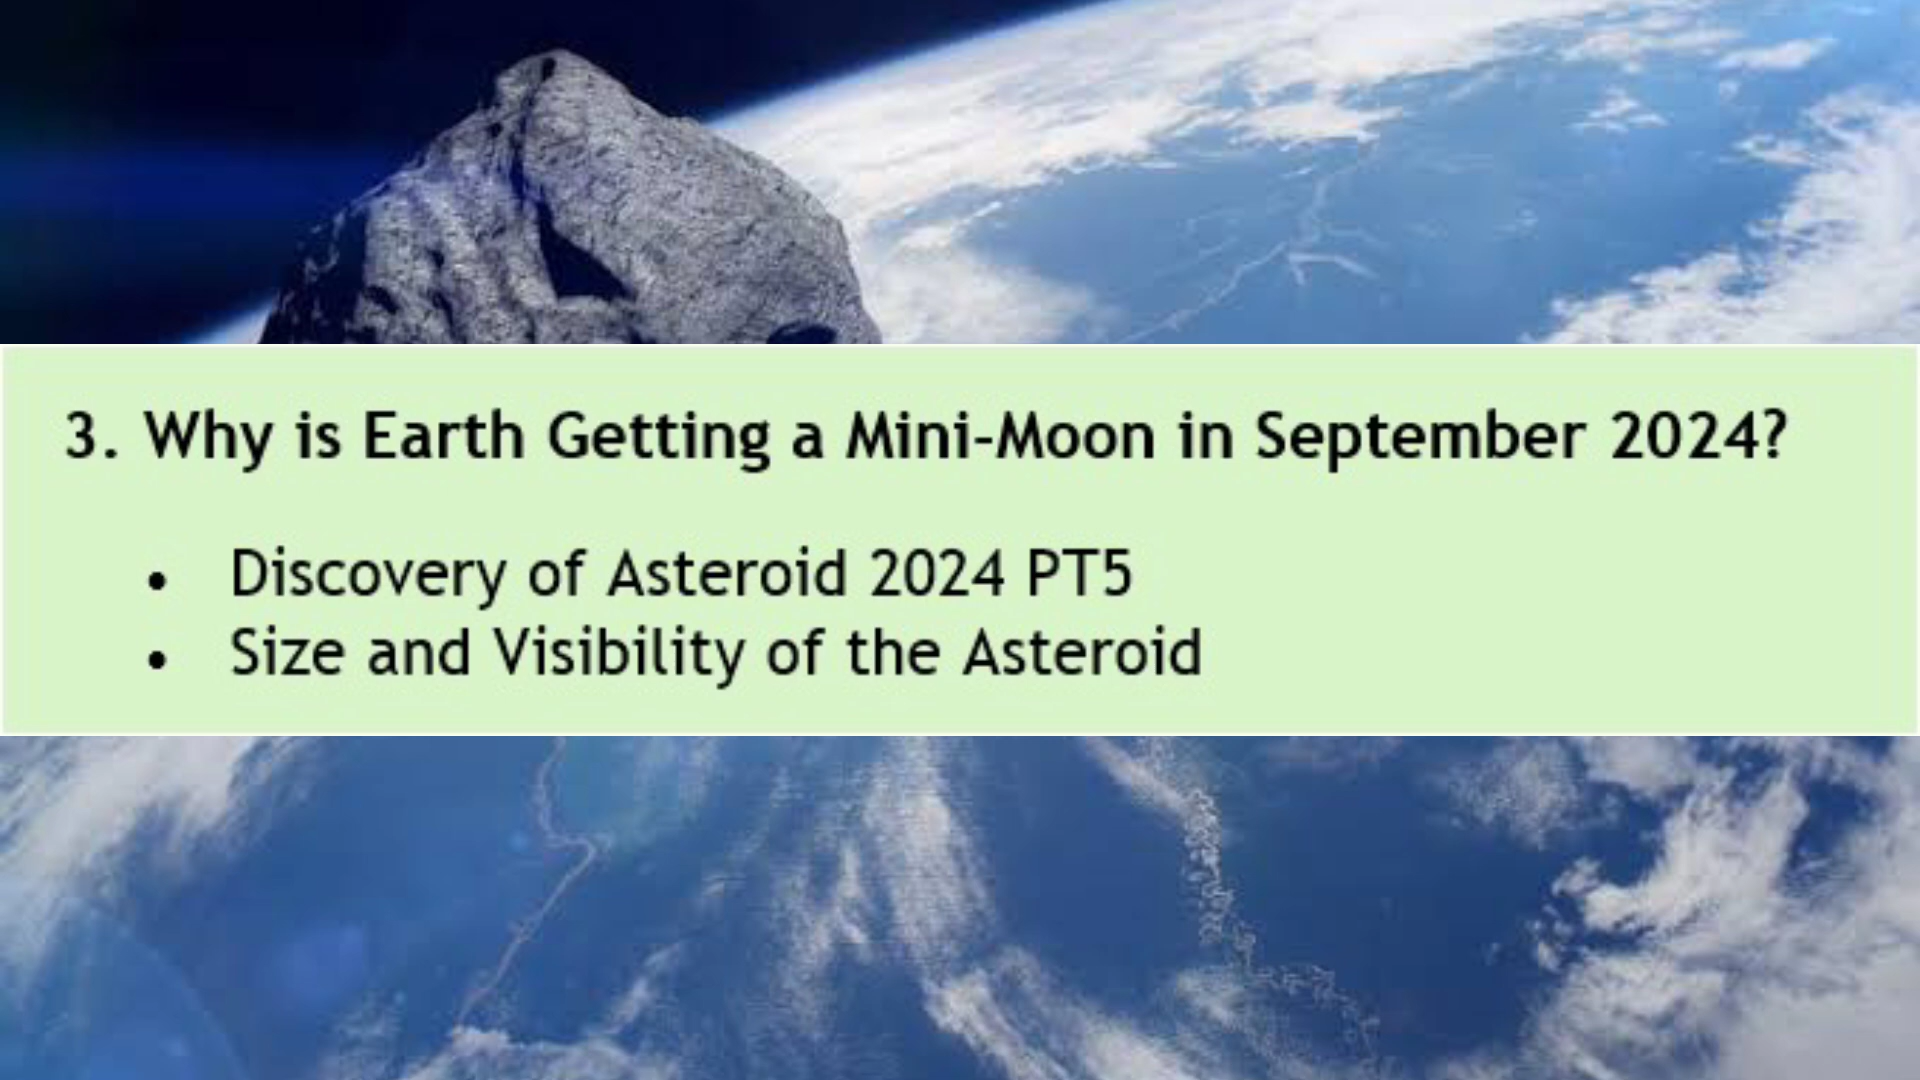 3. Why is Earth Getting a Mini-Moon in September 2024?
• Discovery of Asteroid 2024 PT5
• Size and Visibility of the Asteroid